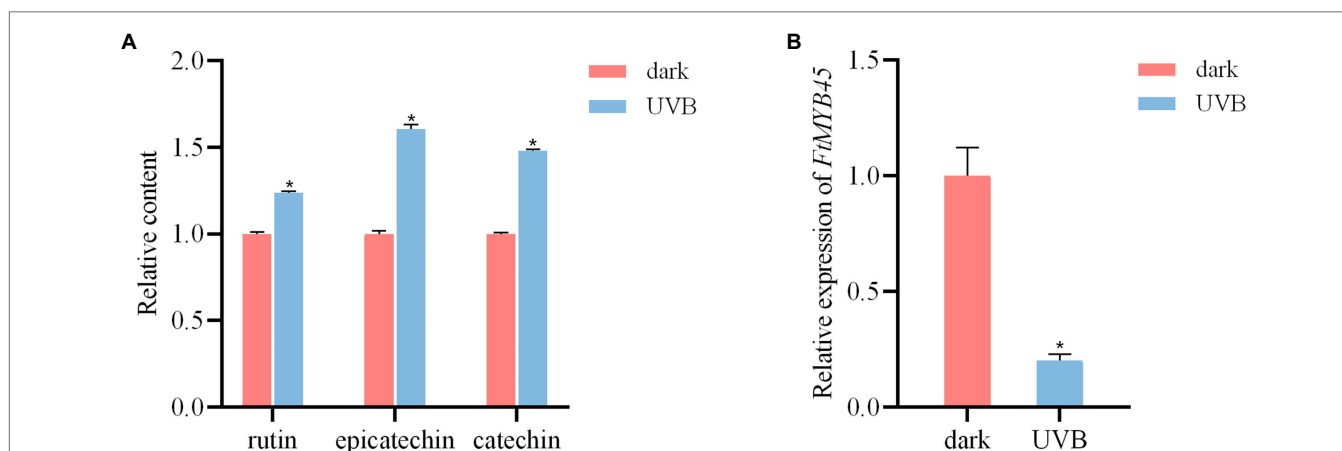 A
Relative content
2.0
1.5
1.0
0.5
0.0
dark
UVB
*
*
*
rutin epicatechin catechin
B
Relative expression of FtMYB45
1.5
1.0
0.5
0.0
dark
UVB
*
dark UVB